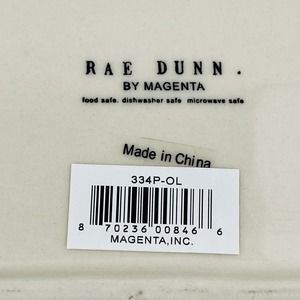 RAE DUNN.
BY MAGENTA
food safe. dishwasher safe microwave safe
Made in China
334P-OL
8 70236 00846 6
MAGENTA,INC.